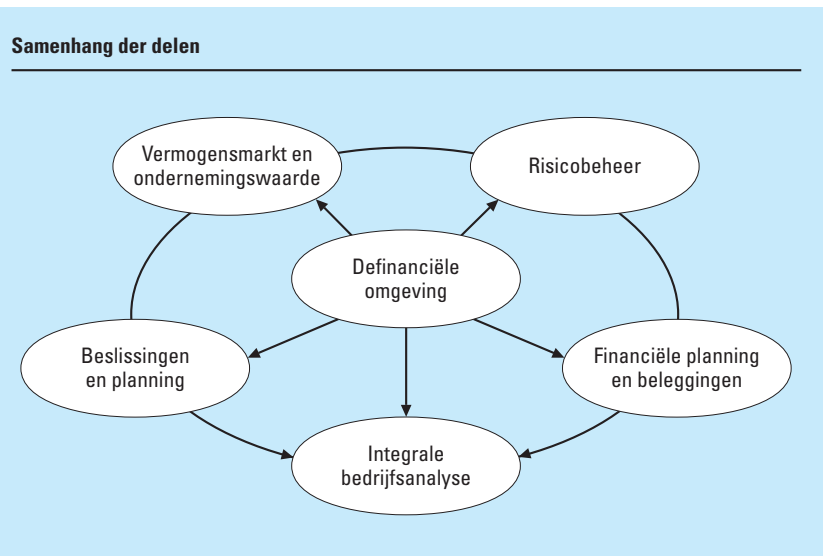 Samenhang der delen
Vermogensmarkt en
ondernemingswaarde
Risicobeheer
Definanciële
omgeving
Beslissingen
en planning
Financiële planning
en beleggingen
Integrale
bedrijfsanalyse